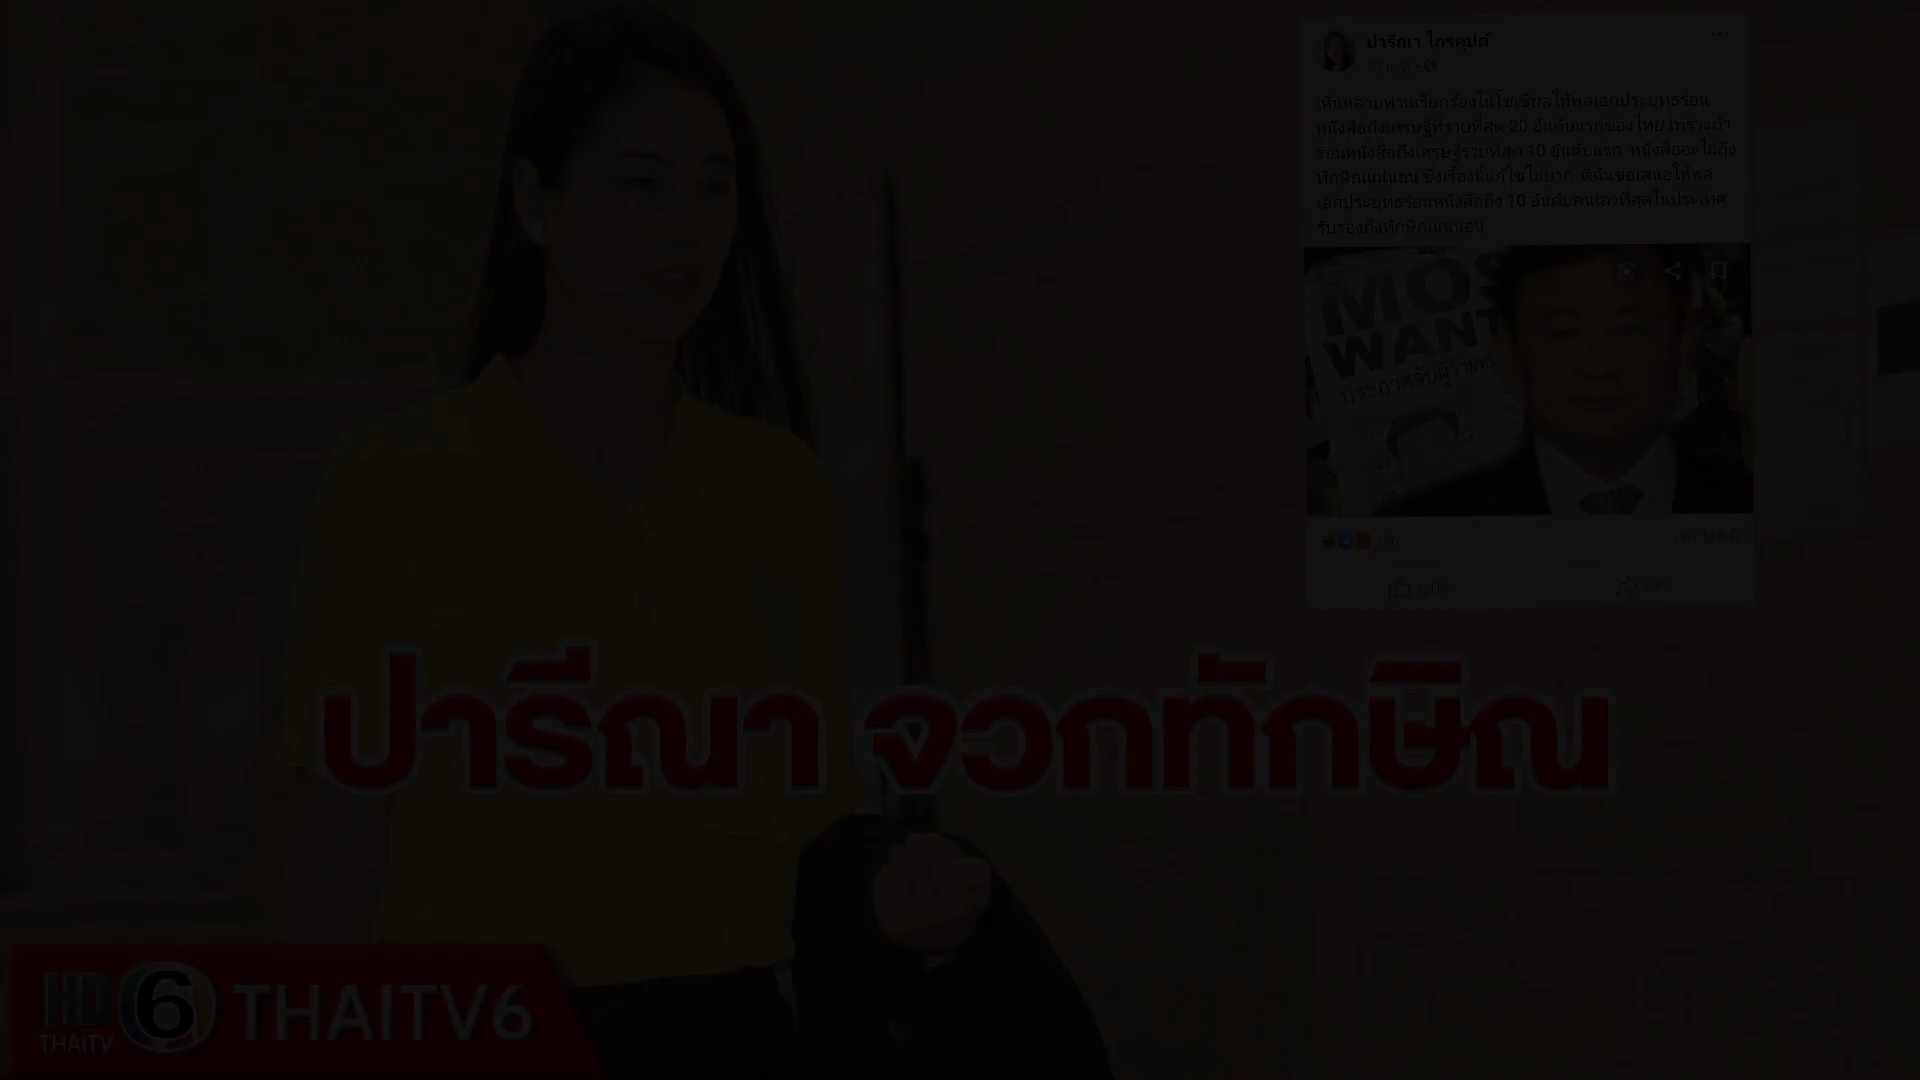 ปารีณา ไกรคุปต์
เห็นหลายท่านเรียกร้องในโซเชียลให้พลเอกประยุทธร่อน
หนังสือถึงเศรษฐีที่รวยที่สุด 20 อันดับแรกของไทย เพราะถ้า
ร่อนหนังสือถึงเศรษฐีรวยที่สุด 10 อันดับแรก หนังสือจะไม่ถึง
ทักษิณแน่นอน ซึ่งเรื่องนี้แก้ไขไม่ยาก ดิฉันขอเสนอให้พล
เอกประยุทธร่อนหนังสือถึง 10 อันดับคนเลวที่สุดในประเทศ
รับรองถึงทักษิณแน่นอน
MOS
WANT
ประกาศจับผู้ร้าย
100
ถูกใจ
แชร์
ปารีณา จวกทักษิณ
HD 6 THAITV6
THAITV